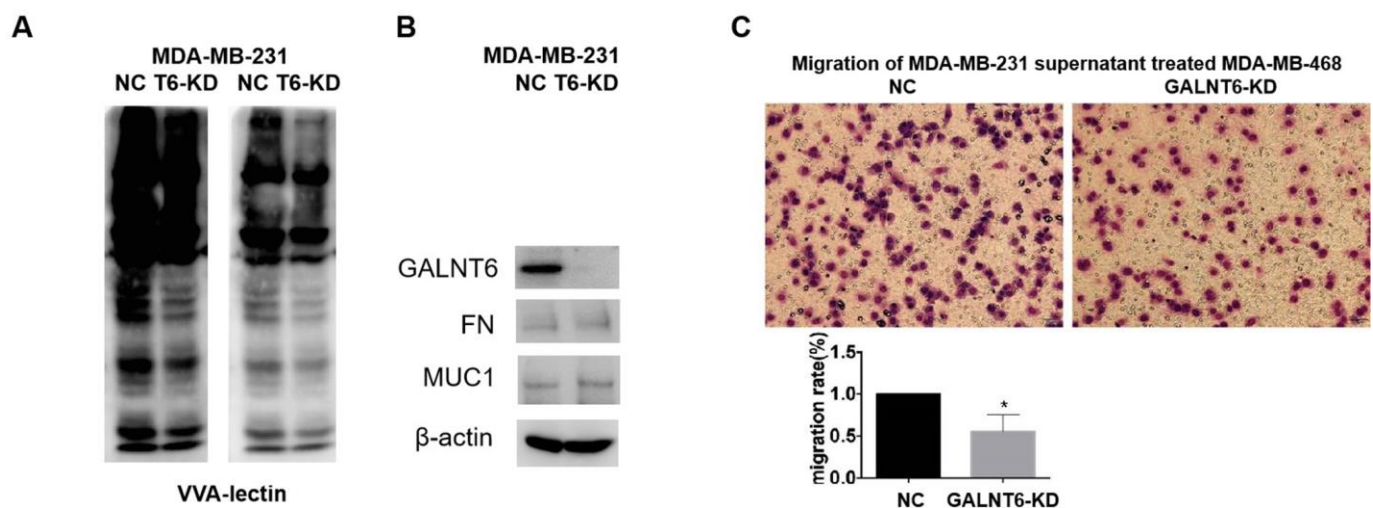 A
MDA-MB-231
NC T6-KD NC T6-KD
VVA-lectin
B
MDA-MB-231
NC T6-KD
GALNT6
FN
MUC1
β-actin
C
Migration of MDA-MB-231 supernatant treated MDA-MB-468
NC GALNT6-KD
migration rate(%)
1.5
1.0
0.5
0.0
*
NC GALNT6-KD